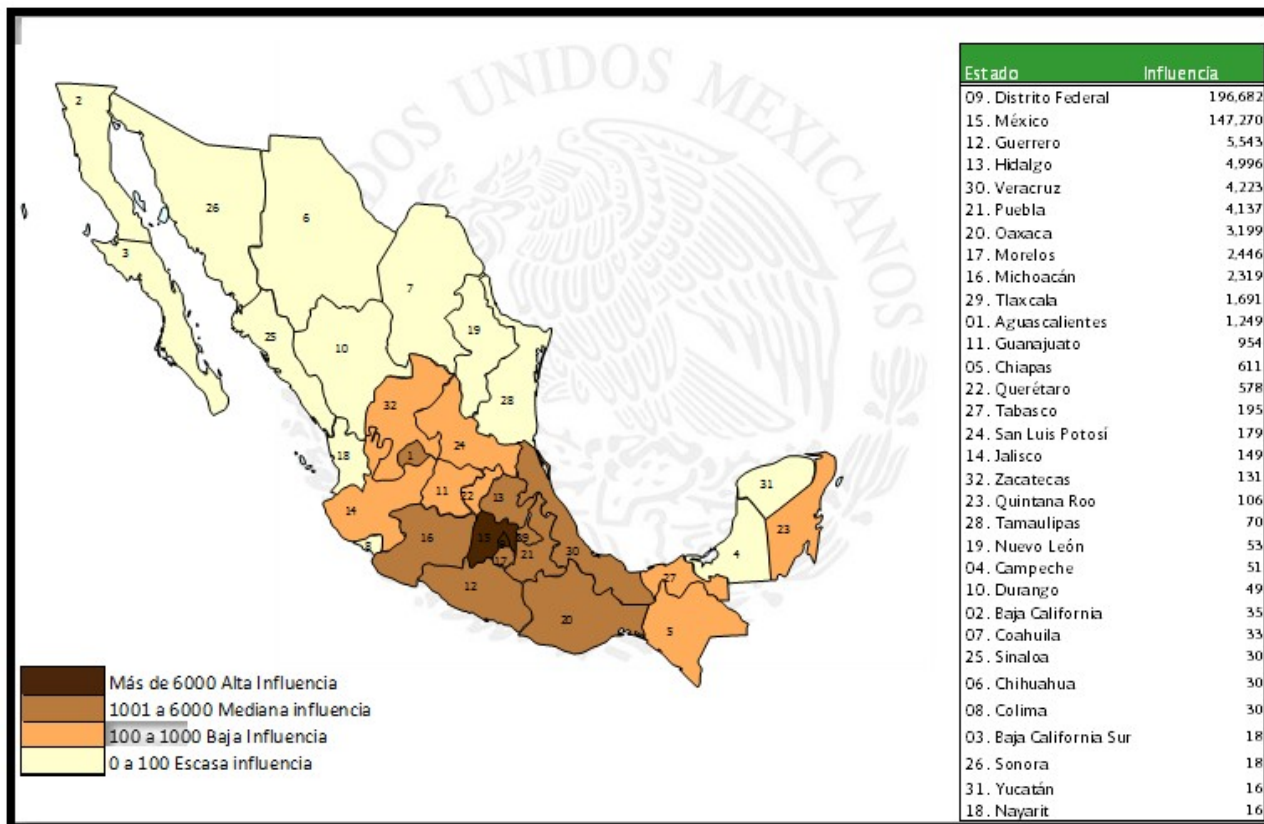 ESTADOS UNIDOS MEXICANOS
2
26
6
3
7
25
10
19
28
32
18
1
24
14
11
22
13
8
16
15
9
29
17
21
30
12
20
27
5
31
4
23
Más de 6000 Alta Influencia
1001 a 6000 Mediana influencia
100 a 1000 Baja Influencia
0 a 100 Escasa influencia
Estado Influencia
09. Distrito Federal 196,682
15. México 147,270
12. Guerrero 5,543
13. Hidalgo 4,996
30. Veracruz 4,223
21. Puebla 4,137
20. Oaxaca 3,199
17. Morelos 2,446
16. Michoacán 2,319
29. Tlaxcala 1,691
01. Aguascalientes 1,249
11. Guanajuato 954
05. Chiapas 611
22. Querétaro 578
27. Tabasco 195
24. San Luis Potosí 179
14. Jalisco 149
32. Zacatecas 131
23. Quintana Roo 106
28. Tamaulipas 70
19. Nuevo León 53
04. Campeche 51
10. Durango 49
02. Baja California 35
07. Coahuila 33
25. Sinaloa 30
06. Chihuahua 30
08. Colima 30
03. Baja California Sur 18
26. Sonora 18
31. Yucatán 16
18. Nayarit 16